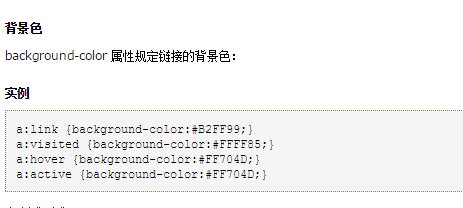 背景色
background-color 属性规定链接的背景色：
实例
a:link {background-color:#B2FF99;}
a:visited {background-color:#FFFF85;}
a:hover {background-color:#FF704D;}
a:active {background-color:#FF704D;}